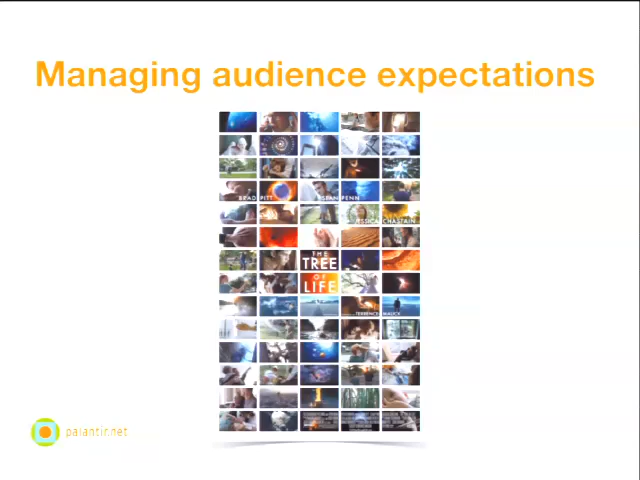 Managing audience expectations
BRAD PITT
SEAN PENN
JESSICA CHASTAIN
THE
TREE
OF
LIFE
TERRENCE MALICK
palantir.net